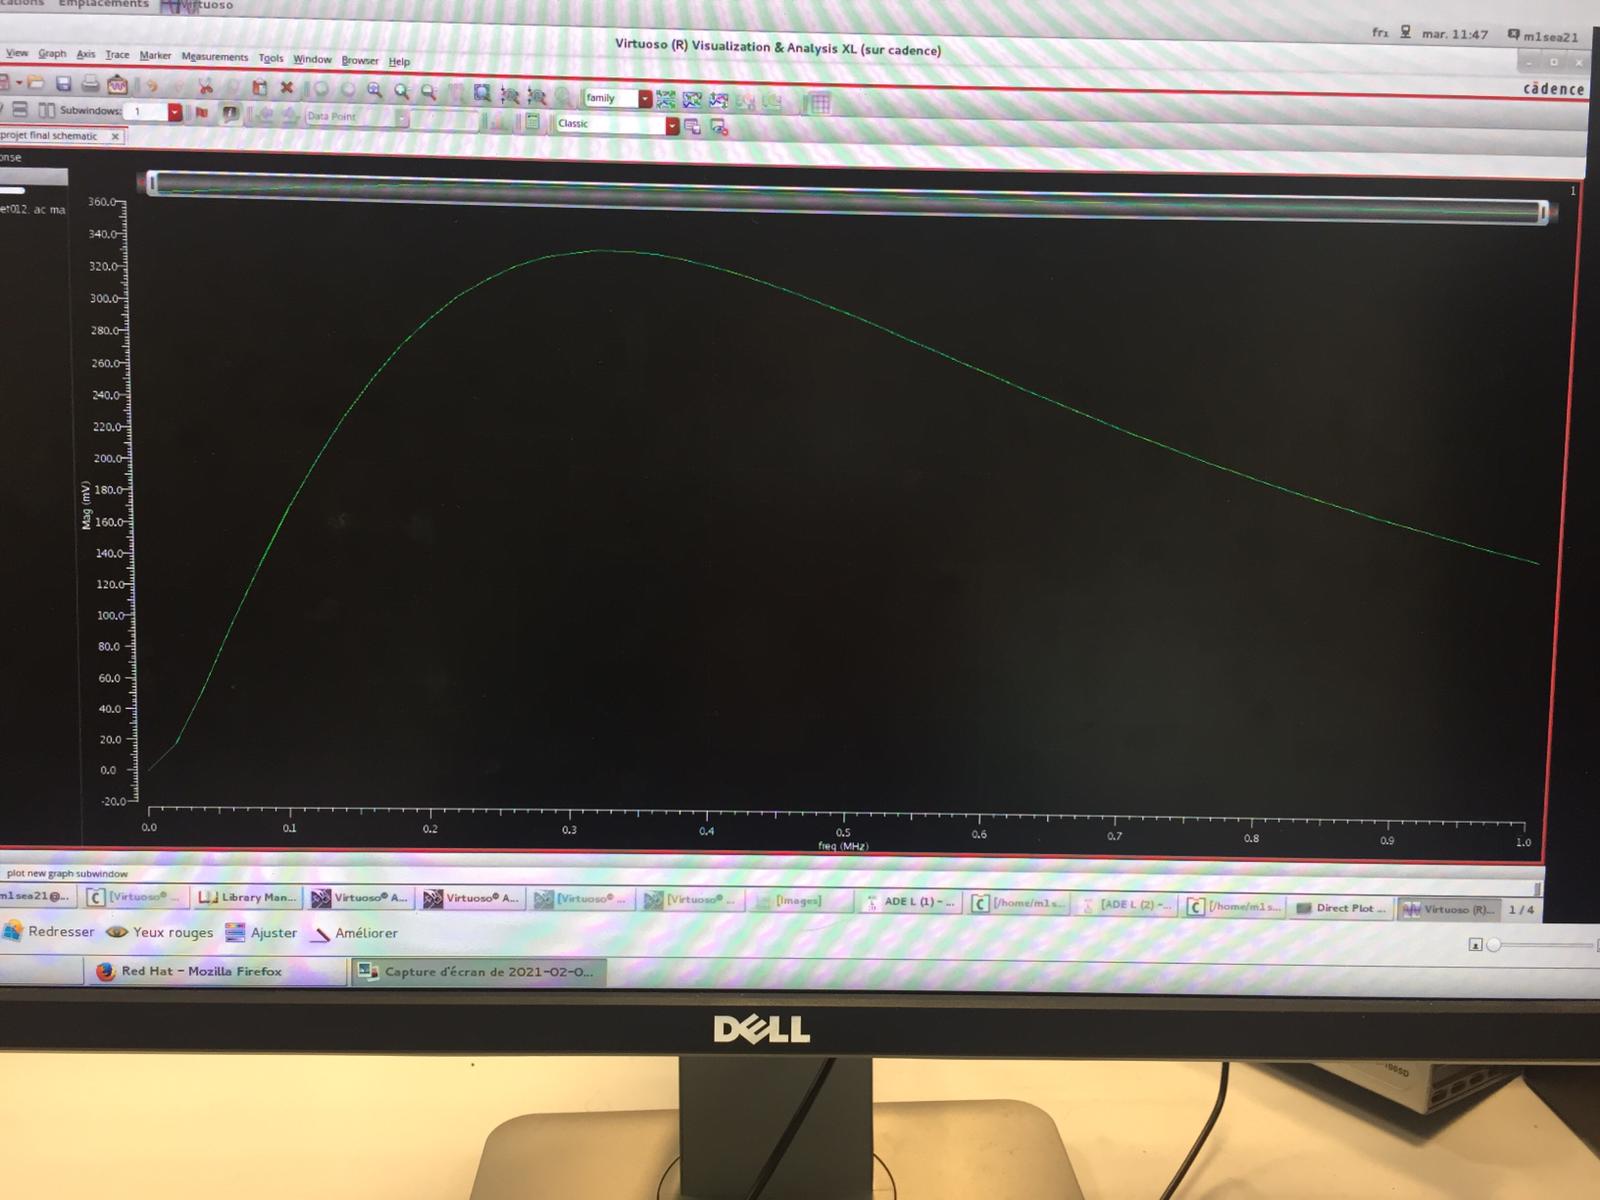 Emplacements Virtuoso
fr₁ mar. 11:47 m1sea21
Virtuoso (R) Visualization & Analysis XL (sur cadence)
View Graph Axis Trace Marker Measurements Tools Window Browser Help
cādence
family
Subwindows: 1 Data Point Classic
projet final schematic
1
et012. ac ma
360.0
340.0
320.0
300.0
280.0
260.0
240.0
220.0
200.0
180.0
160.0
140.0
120.0
100.0
80.0
60.0
40.0
20.0
0.0
-20.0
Mag (mV)
0.0 0.1 0.2 0.3 0.4 0.5 0.6 0.7 0.8 0.9 1.0
freq (MHz)
plot new graph subwindow
m1sea21@... [Virtuoso® ... Library Man... Virtuoso® A... Virtuoso® A... [Virtuoso® ... [Virtuoso® ... [Images] ADE L (1) – ... [/home/m1s... [ADE L (2) –... [/home/m1s... Direct Plot ... Virtuoso (R)... 1 / 4
Redresser Yeux rouges Ajuster Améliorer
Red Hat – Mozilla Firefox Capture d'écran de 2021-02-0...
DELL